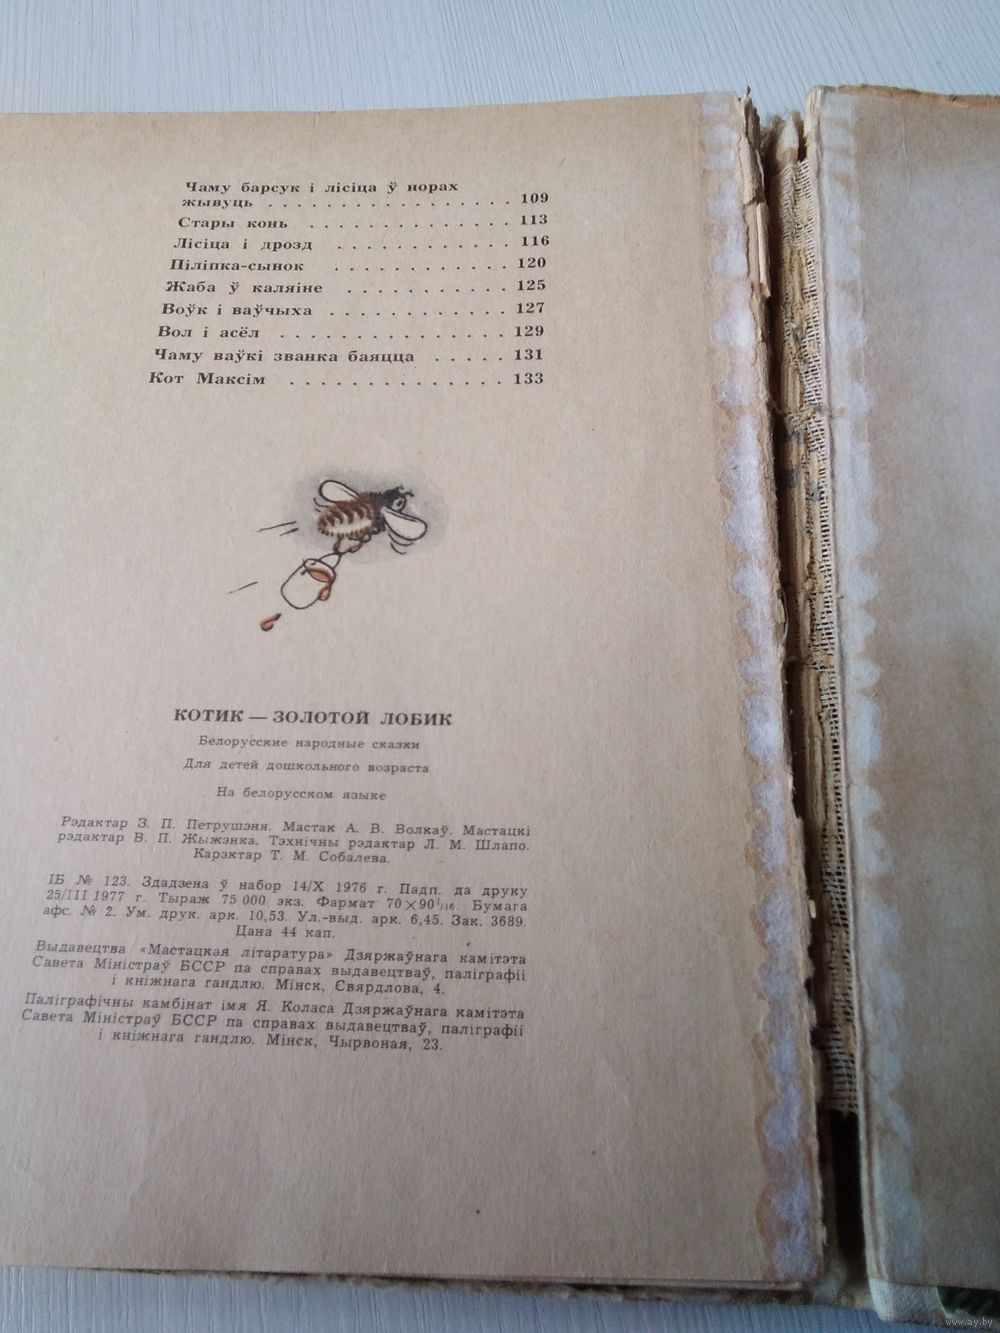 Чаму барсук і лісіца ў норах
жывуць . . . . . . . . . . . . . . . . . 109
Стары конь . . . . . . . . . . . . . . 113
Лісіца і дрозд . . . . . . . . . . . . 116
Піліпка-сынок . . . . . . . . . . . . 120
Жаба ў каляіне . . . . . . . . . . . 125
Воўк і ваўчыха . . . . . . . . . . . . 127
Вол і асёл . . . . . . . . . . . . . . . 129
Чаму ваўкі званка баяцца . . . . . 131
Кот Максім . . . . . . . . . . . . . . 133
КОТИК — ЗОЛОТОЙ ЛОБИК
Белорусские народные сказки
Для детей дошкольного возраста
На белорусском языке
Рэдактар З. П. Петрушэня. Мастак А. В. Волкаў. Мастацкі
рэдактар В. П. Жыжэнка. Тэхнічны рэдактар Л. М. Шлапо.
Карэктар Т. М. Собалева.
ІБ № 123. Здадзена ў набор 14/X 1976 г. Падп. да друку
25/III 1977 г. Тыраж 75 000 экз. Фармат 70×90¹/₁₆. Бумага
афс. № 2. Ум. друк. арк. 10,53. Ул.-выд. арк. 6,45. Зак. 3689.
Цана 44 кап.
Выдавецтва «Мастацкая літаратура» Дзяржаўнага камітэта
Савета Міністраў БССР па справах выдавецтваў, паліграфіі
і кніжнага гандлю. Мінск, Свярдлова, 4.
Паліграфічны камбінат імя Я. Коласа Дзяржаўнага камітэта
Савета Міністраў БССР па справах выдавецтваў, паліграфіі
і кніжнага гандлю. Мінск, Чырвоная, 23.
www.ay.by